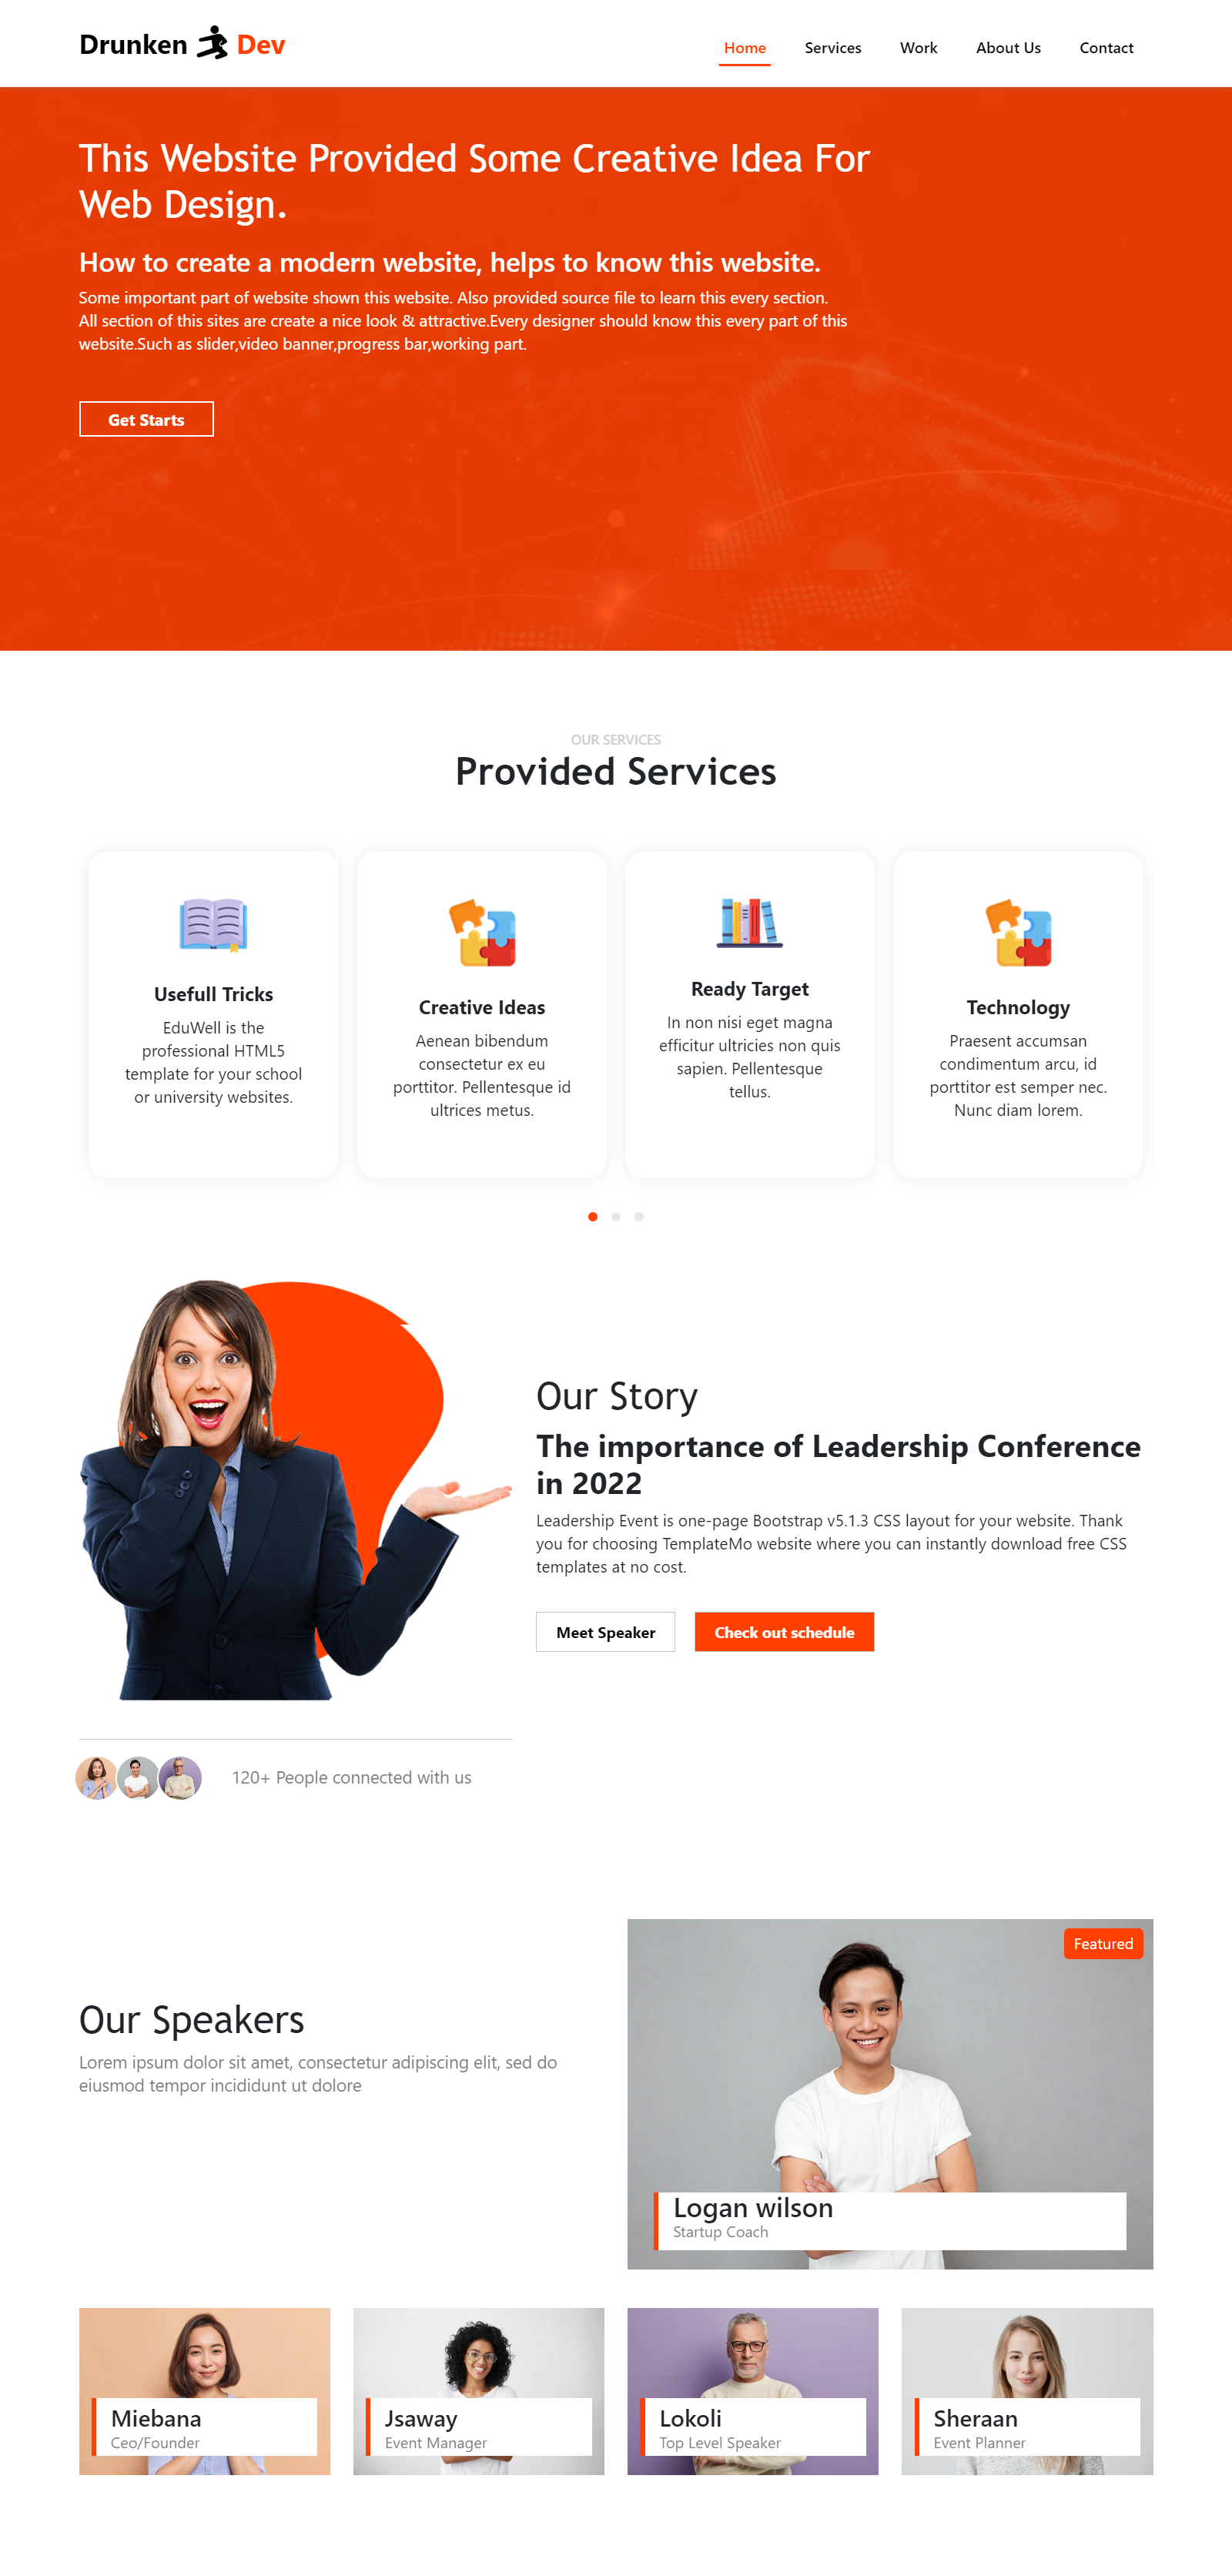 Drunken Dev
Home Services Work About Us Contact
This Website Provided Some Creative Idea For
Web Design.
How to create a modern website, helps to know this website.
Some important part of website shown this website. Also provided source file to learn this every section.
All section of this sites are create a nice look & attractive.Every designer should know this every part of this
website.Such as slider,video banner,progress bar,working part.
Get Starts
OUR SERVICES
Provided Services
Usefull Tricks
EduWell is the
professional HTML5
template for your school
or university websites.
Creative Ideas
Aenean bibendum
consectetur ex eu
porttitor. Pellentesque id
ultrices metus.
Ready Target
In non nisi eget magna
efficitur ultricies non quis
sapien. Pellentesque
tellus.
Technology
Praesent accumsan
condimentum arcu, id
porttitor est semper nec.
Nunc diam lorem.
Our Story
The importance of Leadership Conference
in 2022
Leadership Event is one-page Bootstrap v5.1.3 CSS layout for your website. Thank
you for choosing TemplateMo website where you can instantly download free CSS
templates at no cost.
Meet Speaker
Check out schedule
120+ People connected with us
Our Speakers
Lorem ipsum dolor sit amet, consectetur adipiscing elit, sed do
eiusmod tempor incididunt ut dolore
Featured
Logan wilson
Startup Coach
Miebana
Ceo/Founder
Jsaway
Event Manager
Lokoli
Top Level Speaker
Sheraan
Event Planner